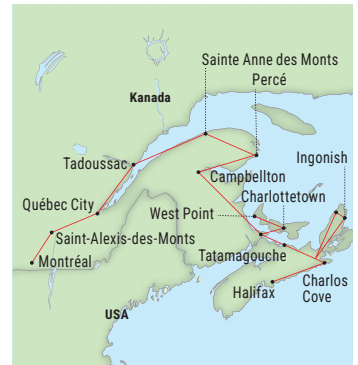 Sainte Anne des Monts
Percé
Kanada
Ingonish
Tadoussac
Campbellton
Charlottetown
Québec City
West Point
Saint-Alexis-des-Monts
Tatamagouche
Montréal
Halifax
Charlos
Cove
USA